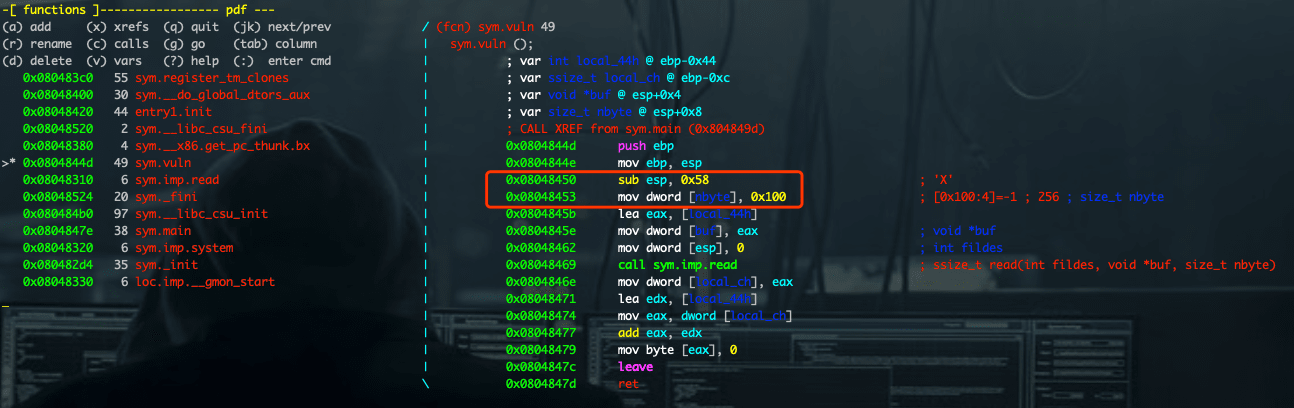 -[ functions ]----------------- pdf ---
(a) add     (x) xrefs  (q) quit  (jk) next/prev
(r) rename  (c) calls  (g) go    (tab) column
(d) delete  (v) vars   (?) help  (:)  enter cmd
0x080483c0   55 sym.register_tm_clones
0x08048400   30 sym.__do_global_dtors_aux
0x08048420   44 entry1.init
0x08048520    2 sym.__libc_csu_fini
0x08048380    4 sym.__x86.get_pc_thunk.bx
>* 0x0804844d   49 sym.vuln
0x08048310    6 sym.imp.read
0x08048524   20 sym._fini
0x080484b0   97 sym.__libc_csu_init
0x0804847e   38 sym.main
0x08048320    6 sym.imp.system
0x080482d4   35 sym._init
0x08048330    6 loc.imp.__gmon_start
_
/ (fcn) sym.vuln 49
|   sym.vuln ();
|           ; var int local_44h @ ebp-0x44
|           ; var ssize_t local_ch @ ebp-0xc
|           ; var void *buf @ esp+0x4
|           ; var size_t nbyte @ esp+0x8
|           ; CALL XREF from sym.main (0x804849d)
|           0x0804844d      push ebp
|           0x0804844e      mov ebp, esp
|           0x08048450      sub esp, 0x58                ; 'X'
|           0x08048453      mov dword [nbyte], 0x100     ; [0x100:4]=-1 ; 256 ; size_t nbyte
|           0x0804845b      lea eax, [local_44h]
|           0x0804845e      mov dword [buf], eax         ; void *buf
|           0x08048462      mov dword [esp], 0           ; int fildes
|           0x08048469      call sym.imp.read            ; ssize_t read(int fildes, void *buf, size_t nbyte)
|           0x0804846e      mov dword [local_ch], eax
|           0x08048471      lea edx, [local_44h]
|           0x08048474      mov eax, dword [local_ch]
|           0x08048477      add eax, edx
|           0x08048479      mov byte [eax], 0
|           0x0804847c      leave
\           0x0804847d      ret